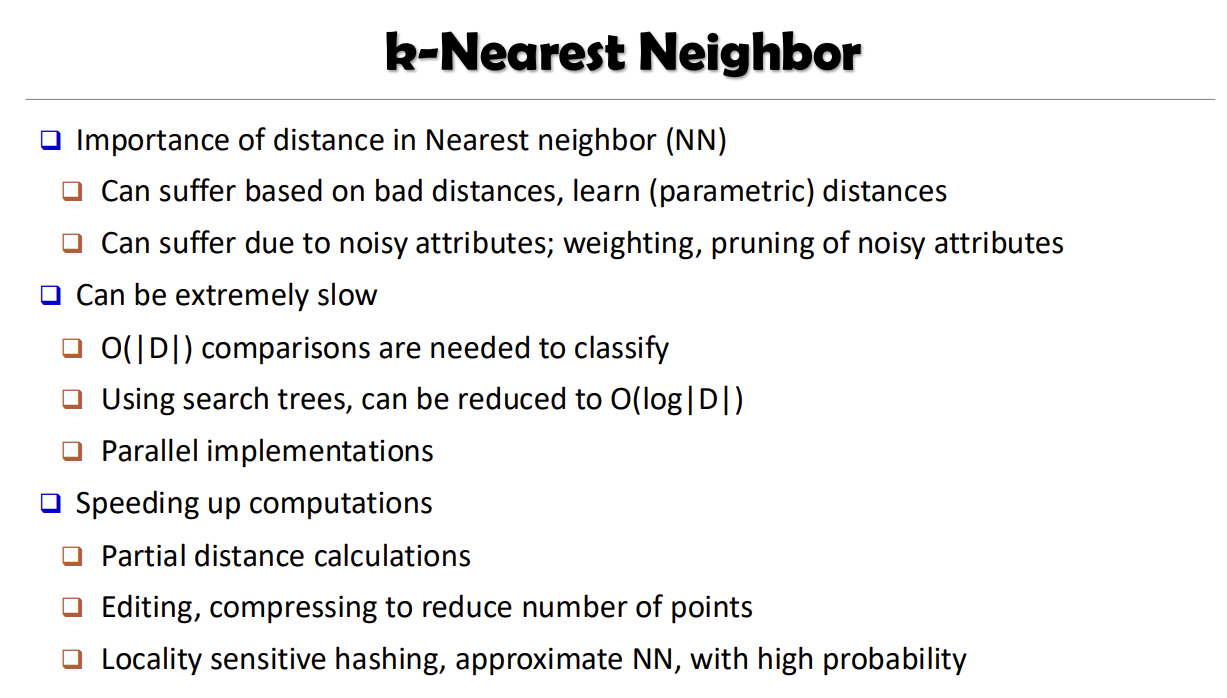 k-Nearest Neighbor
Importance of distance in Nearest neighbor (NN)
Can suffer based on bad distances, learn (parametric) distances
Can suffer due to noisy attributes; weighting, pruning of noisy attributes
Can be extremely slow
O(|D|) comparisons are needed to classify
Using search trees, can be reduced to O(log|D|)
Parallel implementations
Speeding up computations
Partial distance calculations
Editing, compressing to reduce number of points
Locality sensitive hashing, approximate NN, with high probability